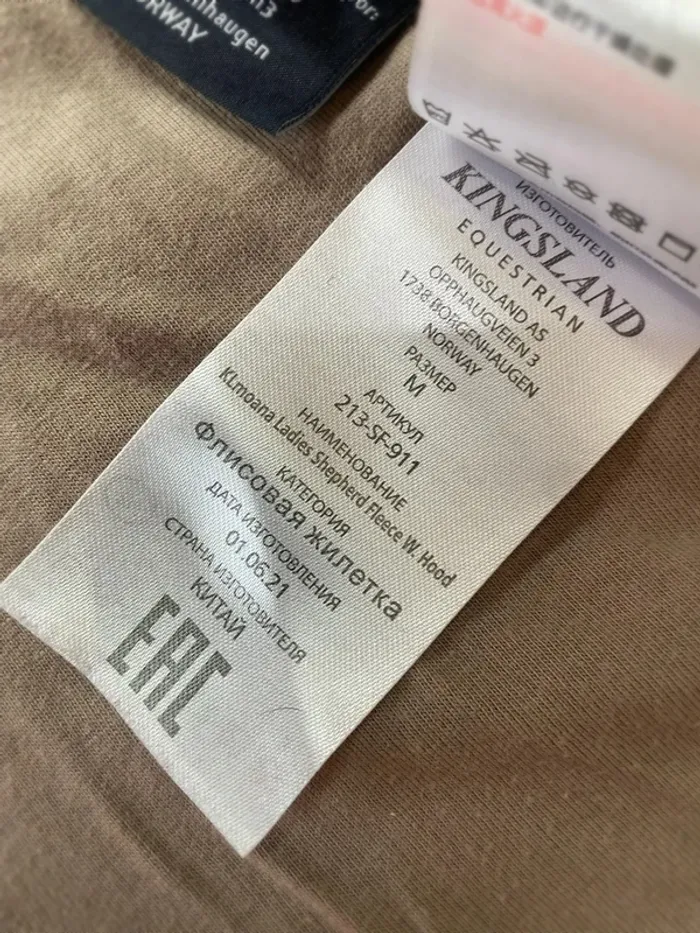 nhaugen
NORWAY
ИЗГОТОВИТЕЛЬ
KINGSLAND
EQUESTRIAN
KINGSLAND AS
OPPHAUGVEIEN 3
1738 BORGENHAUGEN
NORWAY
РАЗМЕР
M
АРТИКУЛ
213-SF-911
НАИМЕНОВАНИЕ
KLmoana Ladies Shepherd Fleece W. Hood
КАТЕГОРИЯ
Флисовая жилетка
ДАТА ИЗГОТОВЛЕНИЯ
01.06.21
СТРАНА ИЗГОТОВИТЕЛЯ
КИТАЙ
EAC